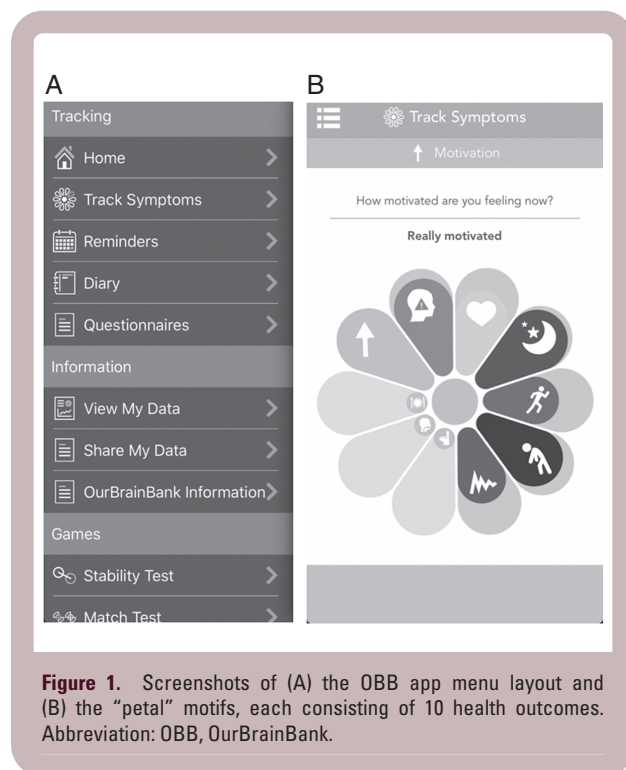 A
Tracking
Home
Track Symptoms
Reminders
Diary
Questionnaires
Information
View My Data
Share My Data
OurBrainBank Information
Games
Stability Test
Match Test
B
Track Symptoms
Motivation
How motivated are you feeling now?
Really motivated
Figure 1. Screenshots of (A) the OBB app menu layout and
(B) the “petal” motifs, each consisting of 10 health outcomes.
Abbreviation: OBB, OurBrainBank.